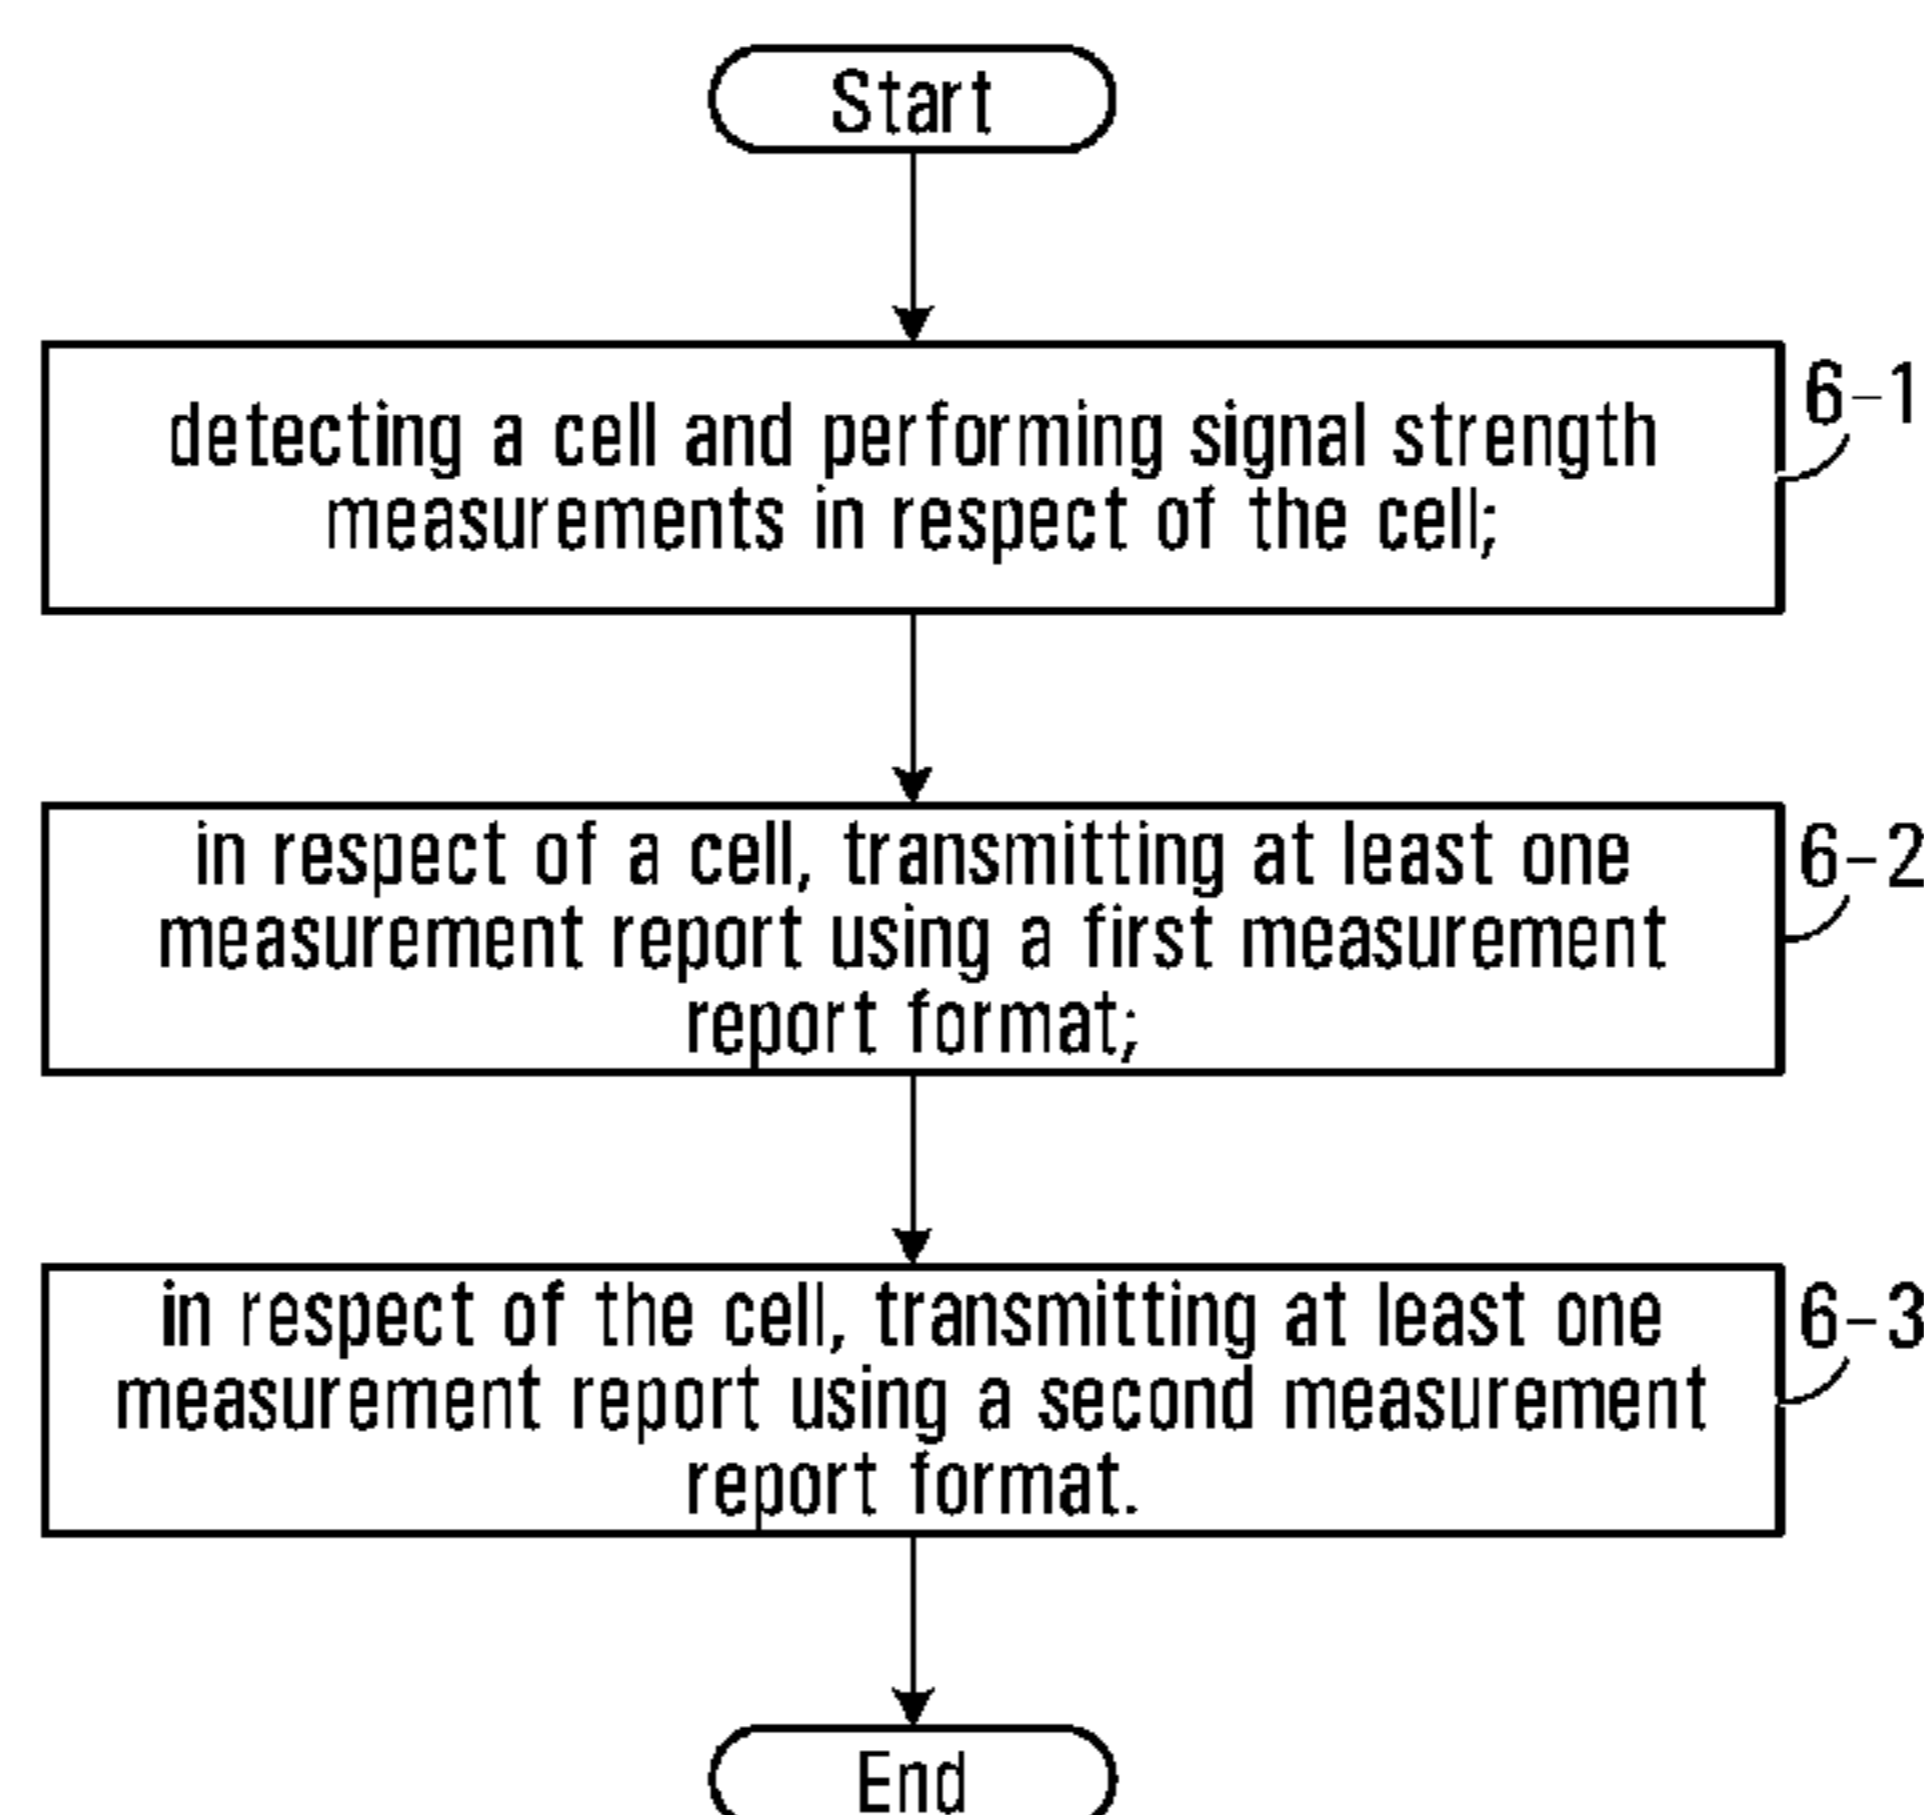 Start
detecting a cell and performing signal strength
measurements in respect of the cell;
6-1
in respect of a cell, transmitting at least one
measurement report using a first measurement
report format;
6-2
in respect of the cell, transmitting at least one
measurement report using a second measurement
report format.
6-3
End